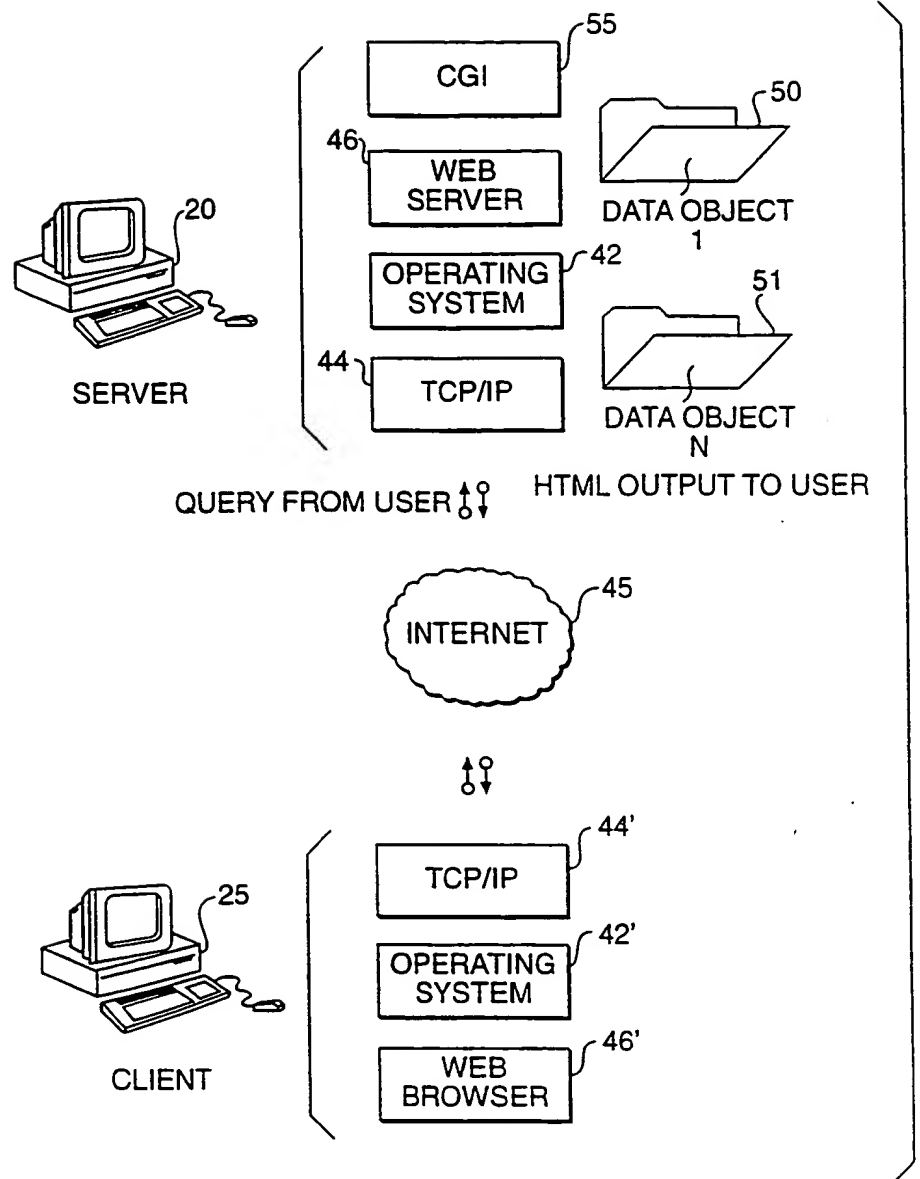 55
CGI
50
46
WEB
SERVER
DATA OBJECT
1
20
42
OPERATING
SYSTEM
51
SERVER
44
TCP/IP
DATA OBJECT
N
QUERY FROM USER
HTML OUTPUT TO USER
45
INTERNET
44'
TCP/IP
25
42'
OPERATING
SYSTEM
46'
CLIENT
WEB
BROWSER